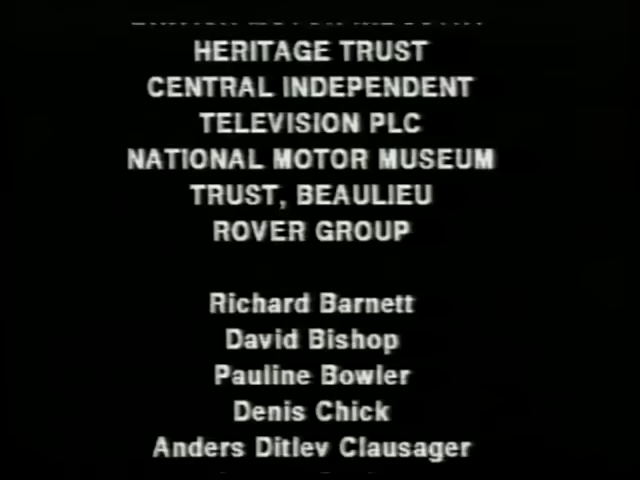 HERITAGE TRUST
CENTRAL INDEPENDENT
TELEVISION PLC
NATIONAL MOTOR MUSEUM
TRUST, BEAULIEU
ROVER GROUP
Richard Barnett
David Bishop
Pauline Bowler
Denis Chick
Anders Ditlev Clausager